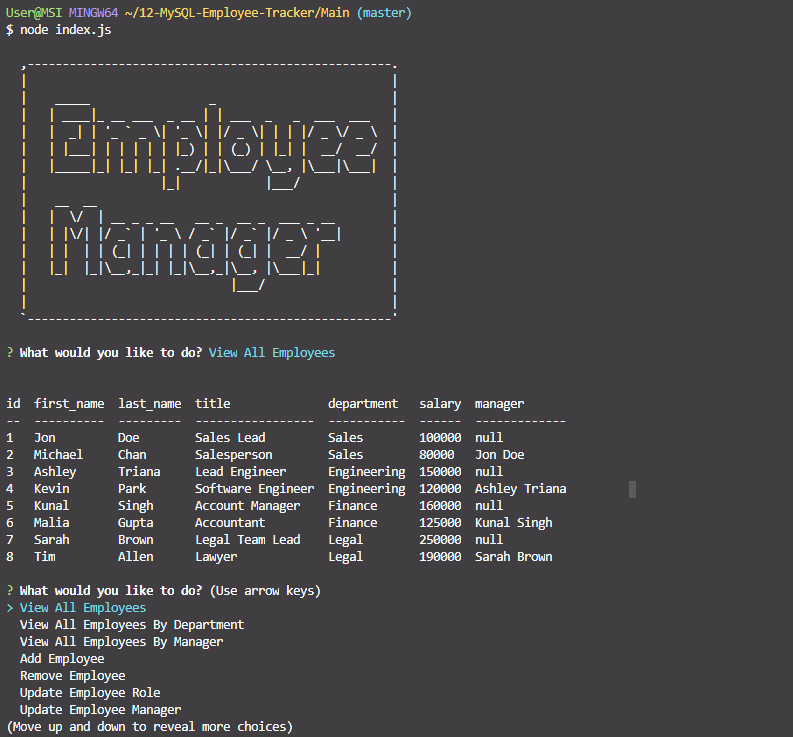 User@MSI MINGW64 ~/12-MySQL-Employee-Tracker/Main (master)
$ node index.js
Employee
Manager
? What would you like to do? View All Employees
id  first_name  last_name  title              department   salary  manager
--  ----------  ---------  -----------------  -----------  ------  -------------
1   Jon         Doe        Sales Lead         Sales        100000  null
2   Michael     Chan       Salesperson        Sales        80000   Jon Doe
3   Ashley      Triana     Lead Engineer      Engineering  150000  null
4   Kevin       Park       Software Engineer  Engineering  120000  Ashley Triana
5   Kunal       Singh      Account Manager    Finance      160000  null
6   Malia       Gupta      Accountant         Finance      125000  Kunal Singh
7   Sarah       Brown      Legal Team Lead    Legal        250000  null
8   Tim         Allen      Lawyer             Legal        190000  Sarah Brown
? What would you like to do? (Use arrow keys)
> View All Employees
View All Employees By Department
View All Employees By Manager
Add Employee
Remove Employee
Update Employee Role
Update Employee Manager
(Move up and down to reveal more choices)